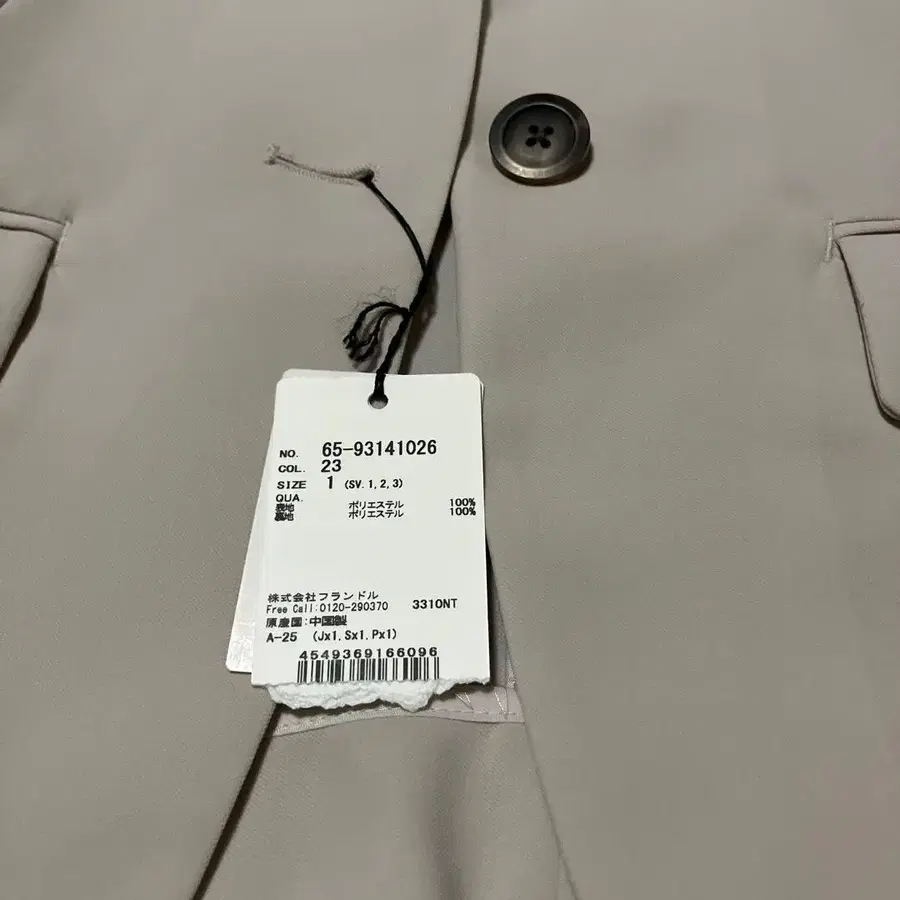 NO. 65-93141026
COL. 23
SIZE 1 (SV.1,2,3)
QUA.
表地 ポリエステル 100%
裏地 ポリエステル 100%
株式会社フランドル
Free Call:0120-290370 3310NT
原産国:中国製
A-25 (Jx1,Sx1,Px1)
4549369166096